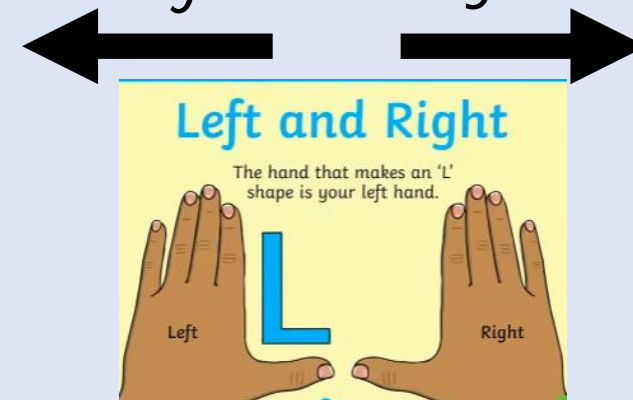 Left and Right
The hand that makes an 'L'
shape is your left hand.
L
Left
Right